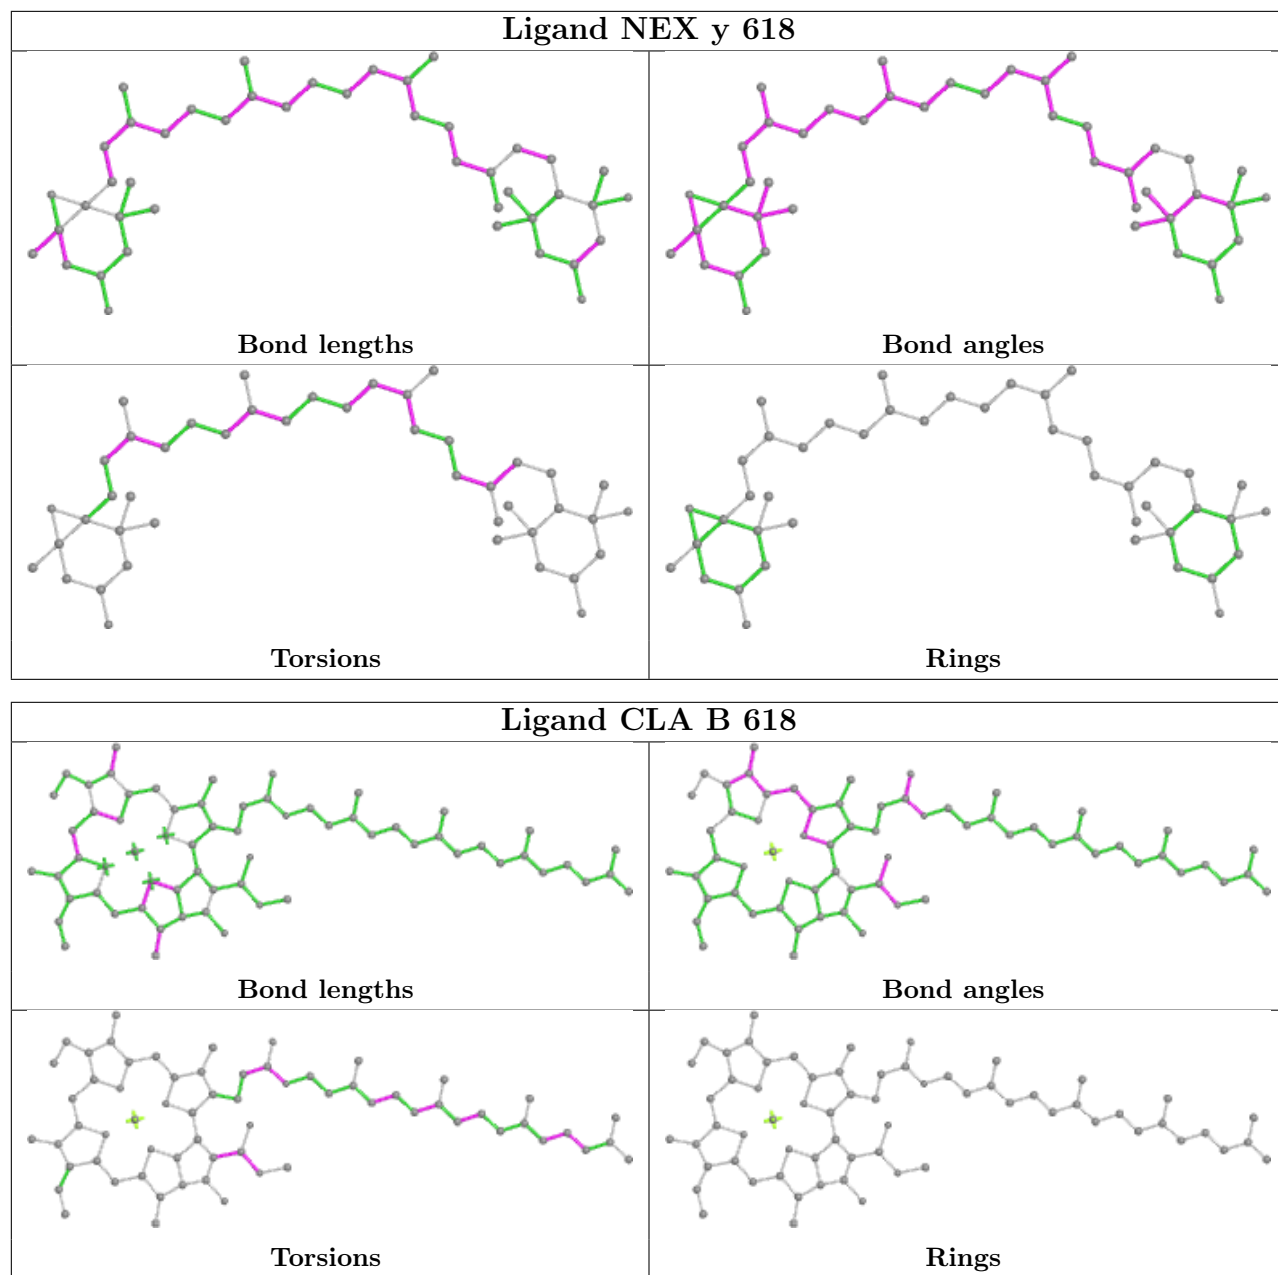 Ligand NEX y 618
Bond lengths
Bond angles
Torsions
Rings
Ligand CLA B 618
Bond lengths
Bond angles
Torsions
Rings